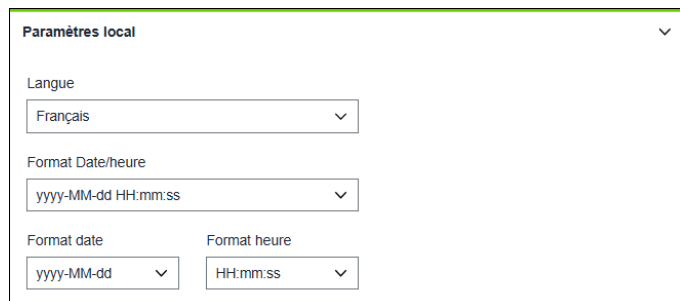 Paramètres local
Langue
Français
Format Date/heure
yyyy-MM-dd HH:mm:ss
Format date Format heure
yyyy-MM-dd HH:mm:ss